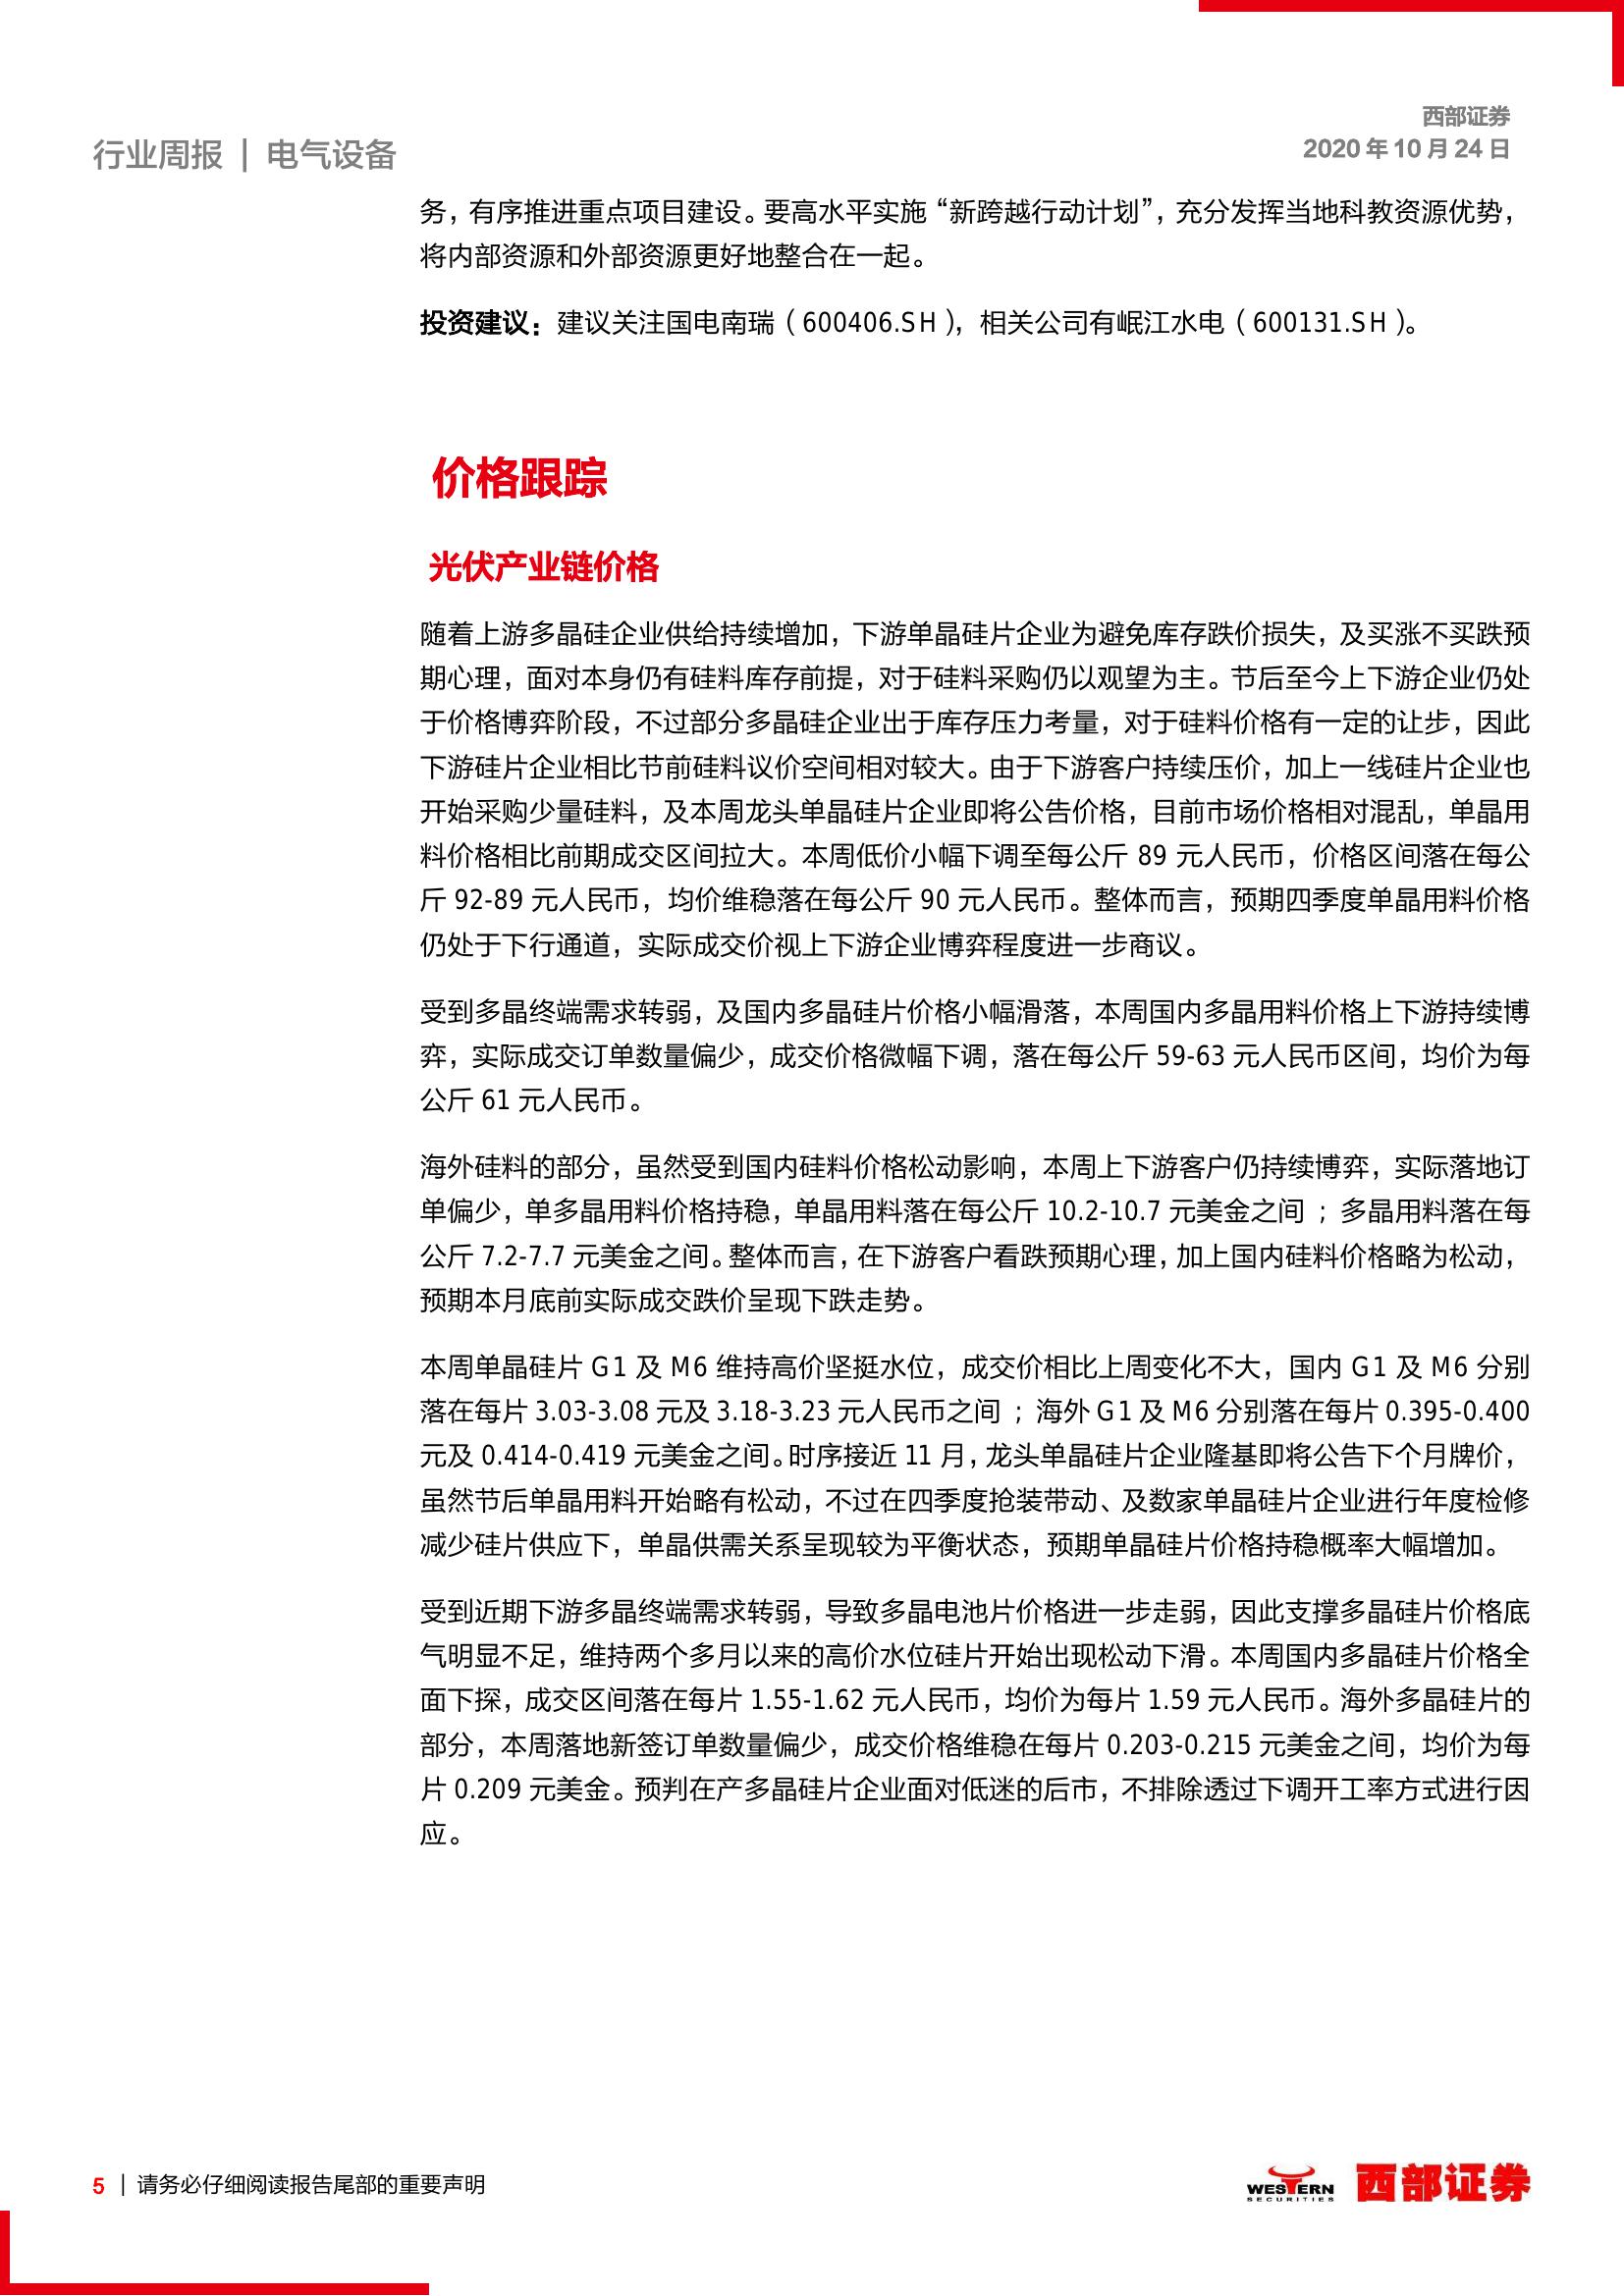 西部证券
行业周报 | 电气设备
2020 年 10 月 24 日
务，有序推进重点项目建设。要高水平实施“新跨越行动计划”，充分发挥当地科教资源优势，
将内部资源和外部资源更好地整合在一起。
投资建议：建议关注国电南瑞（600406.SH），相关公司有岷江水电（600131.SH）。
价格跟踪
光伏产业链价格
随着上游多晶硅企业供给持续增加，下游单晶硅片企业为避免库存跌价损失，及买涨不买跌预
期心理，面对本身仍有硅料库存前提，对于硅料采购仍以观望为主。节后至今上下游企业仍处
于价格博弈阶段，不过部分多晶硅企业出于库存压力考量，对于硅料价格有一定的让步，因此
下游硅片企业相比节前硅料议价空间相对较大。由于下游客户持续压价，加上一线硅片企业也
开始采购少量硅料，及本周龙头单晶硅片企业即将公告价格，目前市场价格相对混乱，单晶用
料价格相比前期成交区间拉大。本周低价小幅下调至每公斤 89 元人民币，价格区间落在每公
斤 92-89 元人民币，均价维稳落在每公斤 90 元人民币。整体而言，预期四季度单晶用料价格
仍处于下行通道，实际成交价视上下游企业博弈程度进一步商议。
受到多晶终端需求转弱，及国内多晶硅片价格小幅滑落，本周国内多晶用料价格上下游持续博
弈，实际成交订单数量偏少，成交价格微幅下调，落在每公斤 59-63 元人民币区间，均价为每
公斤 61 元人民币。
海外硅料的部分，虽然受到国内硅料价格松动影响，本周上下游客户仍持续博弈，实际落地订
单偏少，单多晶用料价格持稳，单晶用料落在每公斤 10.2-10.7 元美金之间；多晶用料落在每
公斤 7.2-7.7 元美金之间。整体而言，在下游客户看跌预期心理，加上国内硅料价格略为松动，
预期本月底前实际成交跌价呈现下跌走势。
本周单晶硅片 G1 及 M6 维持高价坚挺水位，成交价相比上周变化不大，国内 G1 及 M6 分别
落在每片 3.03-3.08 元及 3.18-3.23 元人民币之间；海外 G1 及 M6 分别落在每片 0.395-0.400
元及 0.414-0.419 元美金之间。时序接近 11 月，龙头单晶硅片企业隆基即将公告下个月牌价，
虽然节后单晶用料开始略有松动，不过在四季度抢装带动、及数家单晶硅片企业进行年度检修
减少硅片供应下，单晶供需关系呈现较为平衡状态，预期单晶硅片价格持稳概率大幅增加。
受到近期下游多晶终端需求转弱，导致多晶电池片价格进一步走弱，因此支撑多晶硅片价格底
气明显不足，维持两个多月以来的高价水位硅片开始出现松动下滑。本周国内多晶硅片价格全
面下探，成交区间落在每片 1.55-1.62 元人民币，均价为每片 1.59 元人民币。海外多晶硅片的
部分，本周落地新签订单数量偏少，成交价格维稳在每片 0.203-0.215 元美金之间，均价为每
片 0.209 元美金。预判在产多晶硅片企业面对低迷的后市，不排除透过下调开工率方式进行因
应。
5 | 请务必仔细阅读报告尾部的重要声明
WESTERN
SECURITIES
西部证券